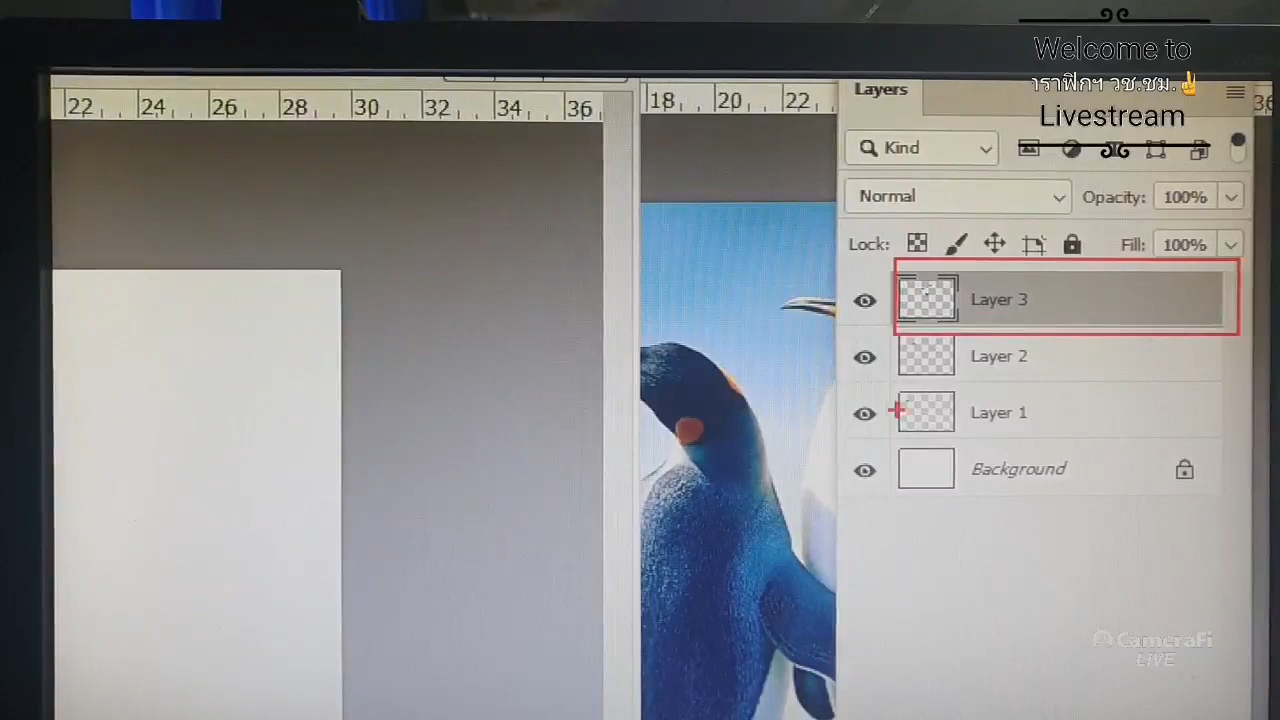 Welcome to
าราฟิกฯ วช.ชม.✌
Livestream
22 24 26 28 30 32 34 36
18 20 22
36
Layers
Kind
Normal Opacity: 100%
Lock: Fill: 100%
Layer 3
Layer 2
Layer 1
Background
CameraFi
LIVE